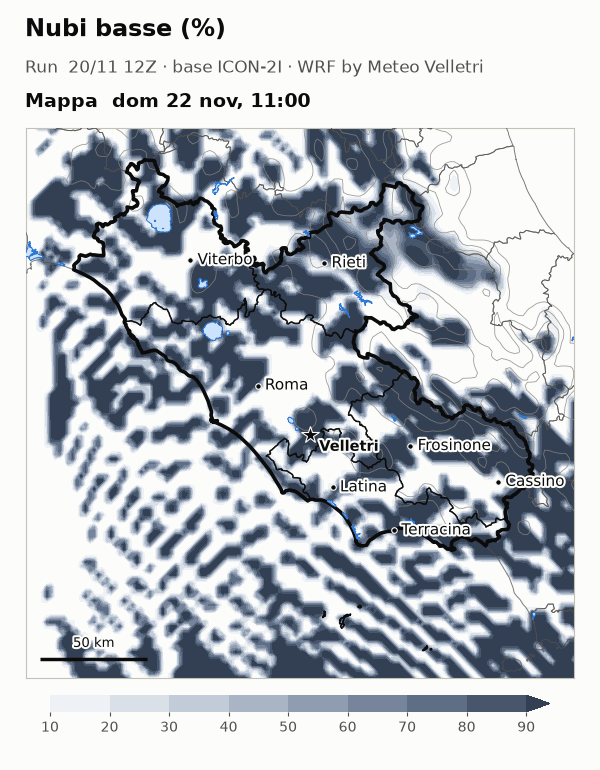 Nubi basse (%)
Run 20/11 12Z · base ICON-2I · WRF by Meteo Velletri
Mappa dom 22 nov, 11:00
Viterbo
Rieti
Roma
Velletri
Frosinone
Latina
Cassino
Terracina
50 km
10 20 30 40 50 60 70 80 90